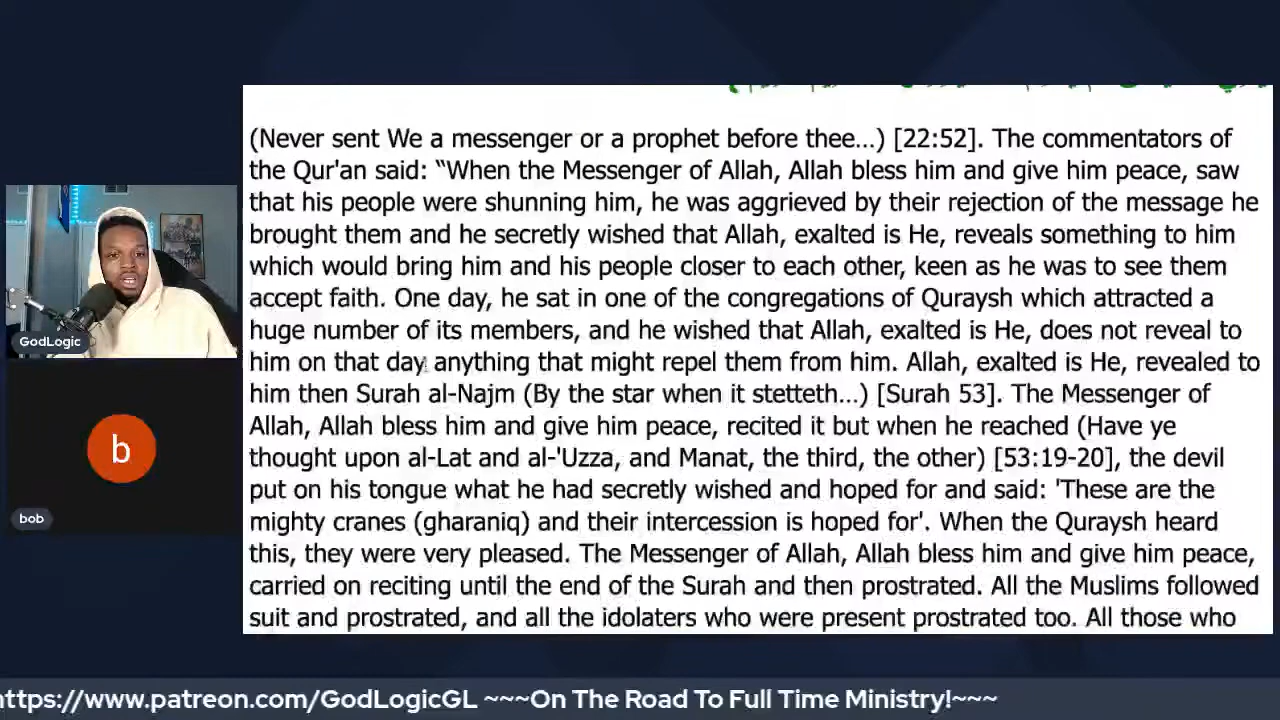 (Never sent We a messenger or a prophet before thee…) [22:52]. The commentators of
the Qur'an said: “When the Messenger of Allah, Allah bless him and give him peace, saw
that his people were shunning him, he was aggrieved by their rejection of the message he
brought them and he secretly wished that Allah, exalted is He, reveals something to him
which would bring him and his people closer to each other, keen as he was to see them
accept faith. One day, he sat in one of the congregations of Quraysh which attracted a
huge number of its members, and he wished that Allah, exalted is He, does not reveal to
him on that day anything that might repel them from him. Allah, exalted is He, revealed to
him then Surah al-Najm (By the star when it stetteth…) [Surah 53]. The Messenger of
Allah, Allah bless him and give him peace, recited it but when he reached (Have ye
thought upon al-Lat and al-'Uzza, and Manat, the third, the other) [53:19-20], the devil
put on his tongue what he had secretly wished and hoped for and said: 'These are the
mighty cranes (gharaniq) and their intercession is hoped for'. When the Quraysh heard
this, they were very pleased. The Messenger of Allah, Allah bless him and give him peace,
carried on reciting until the end of the Surah and then prostrated. All the Muslims followed
suit and prostrated, and all the idolaters who were present prostrated too. All those who
GodLogic
b
bob
ttps://www.patreon.com/GodLogicGL ~~~On The Road To Full Time Ministry!~~~